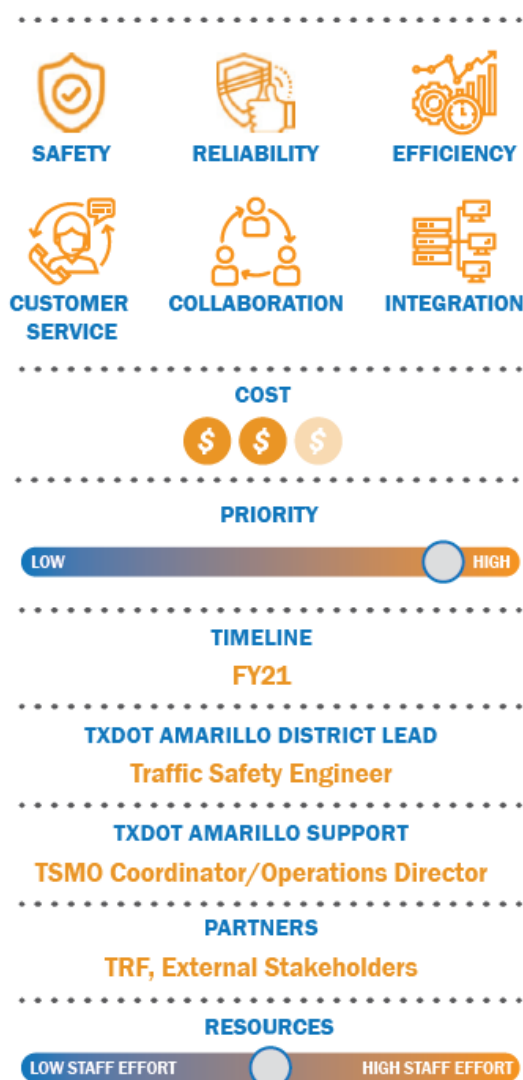 SAFETY RELIABILITY EFFICIENCY
CUSTOMER SERVICE COLLABORATION INTEGRATION
COST
$ $ $
PRIORITY
LOW HIGH
TIMELINE
FY21
TXDOT AMARILLO DISTRICT LEAD
Traffic Safety Engineer
TXDOT AMARILLO SUPPORT
TSMO Coordinator/Operations Director
PARTNERS
TRF, External Stakeholders
RESOURCES
LOW STAFF EFFORT HIGH STAFF EFFORT